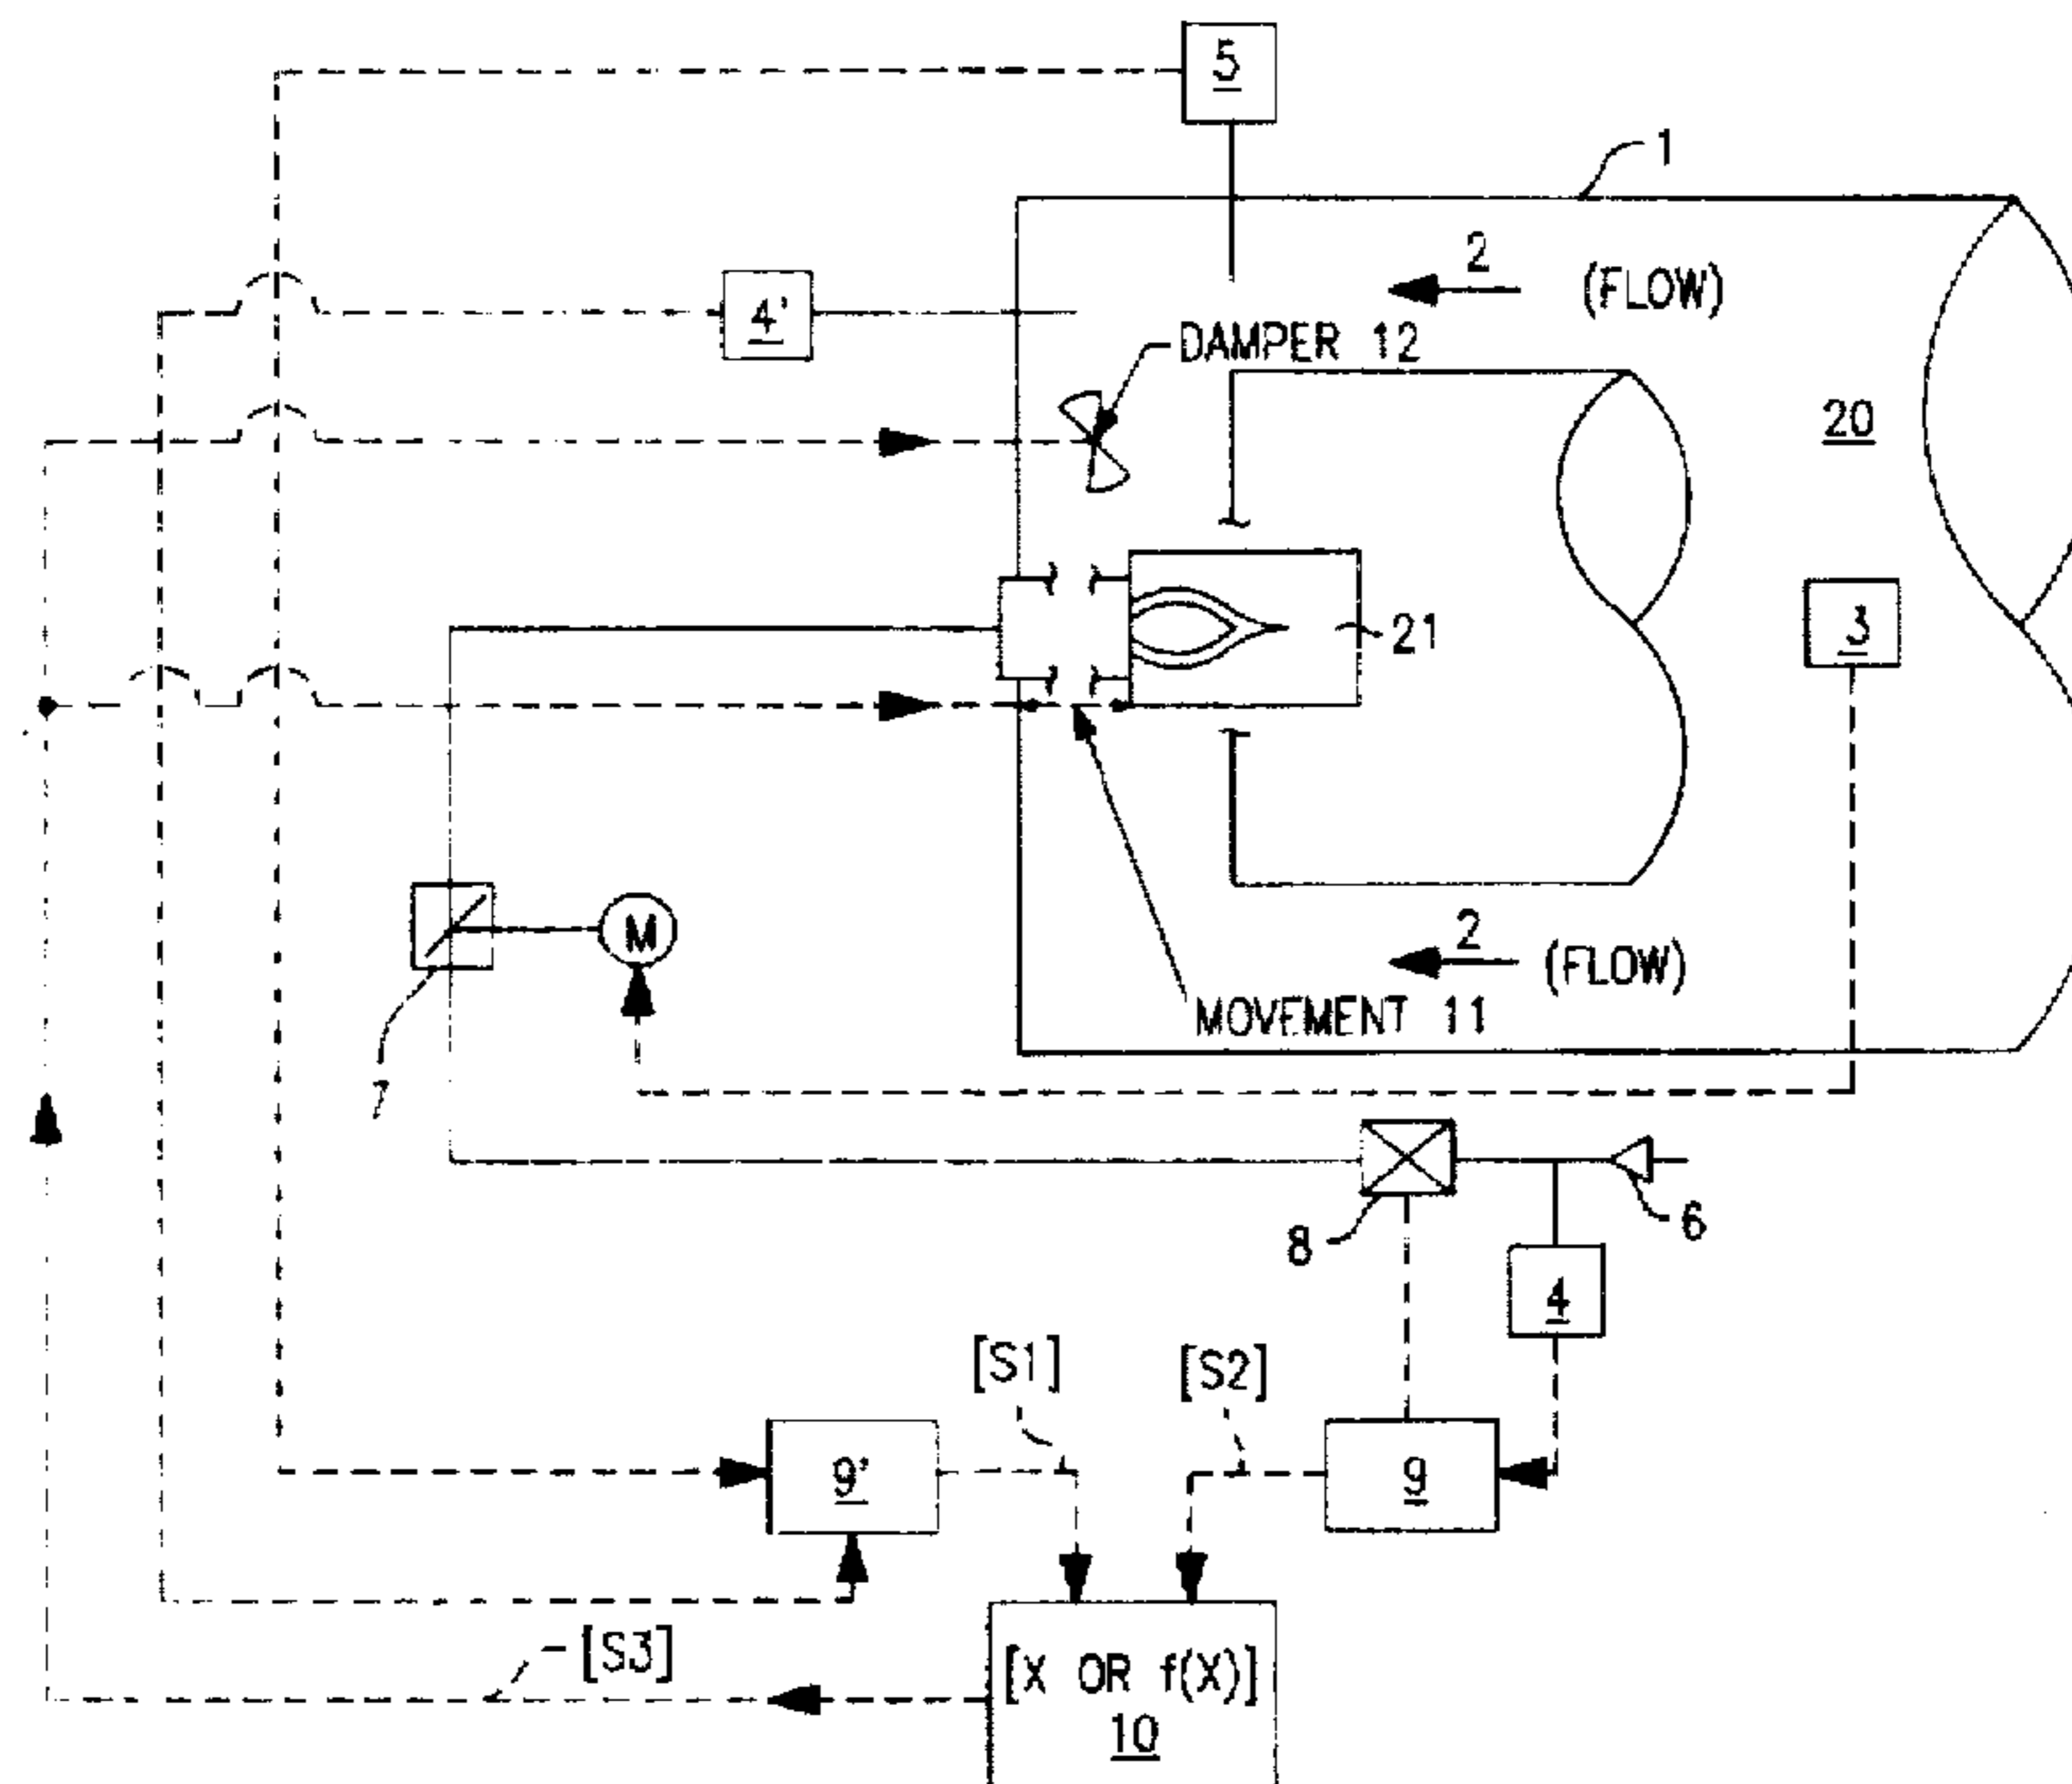 5
1
2
(FLOW)
4'
DAMPER 12
20
3
21
M
2
(FLOW)
MOVEMENT 11
7
8
6
4
[S1]
[S2]
9'
9
[S3]
[X OR f(X)]
10